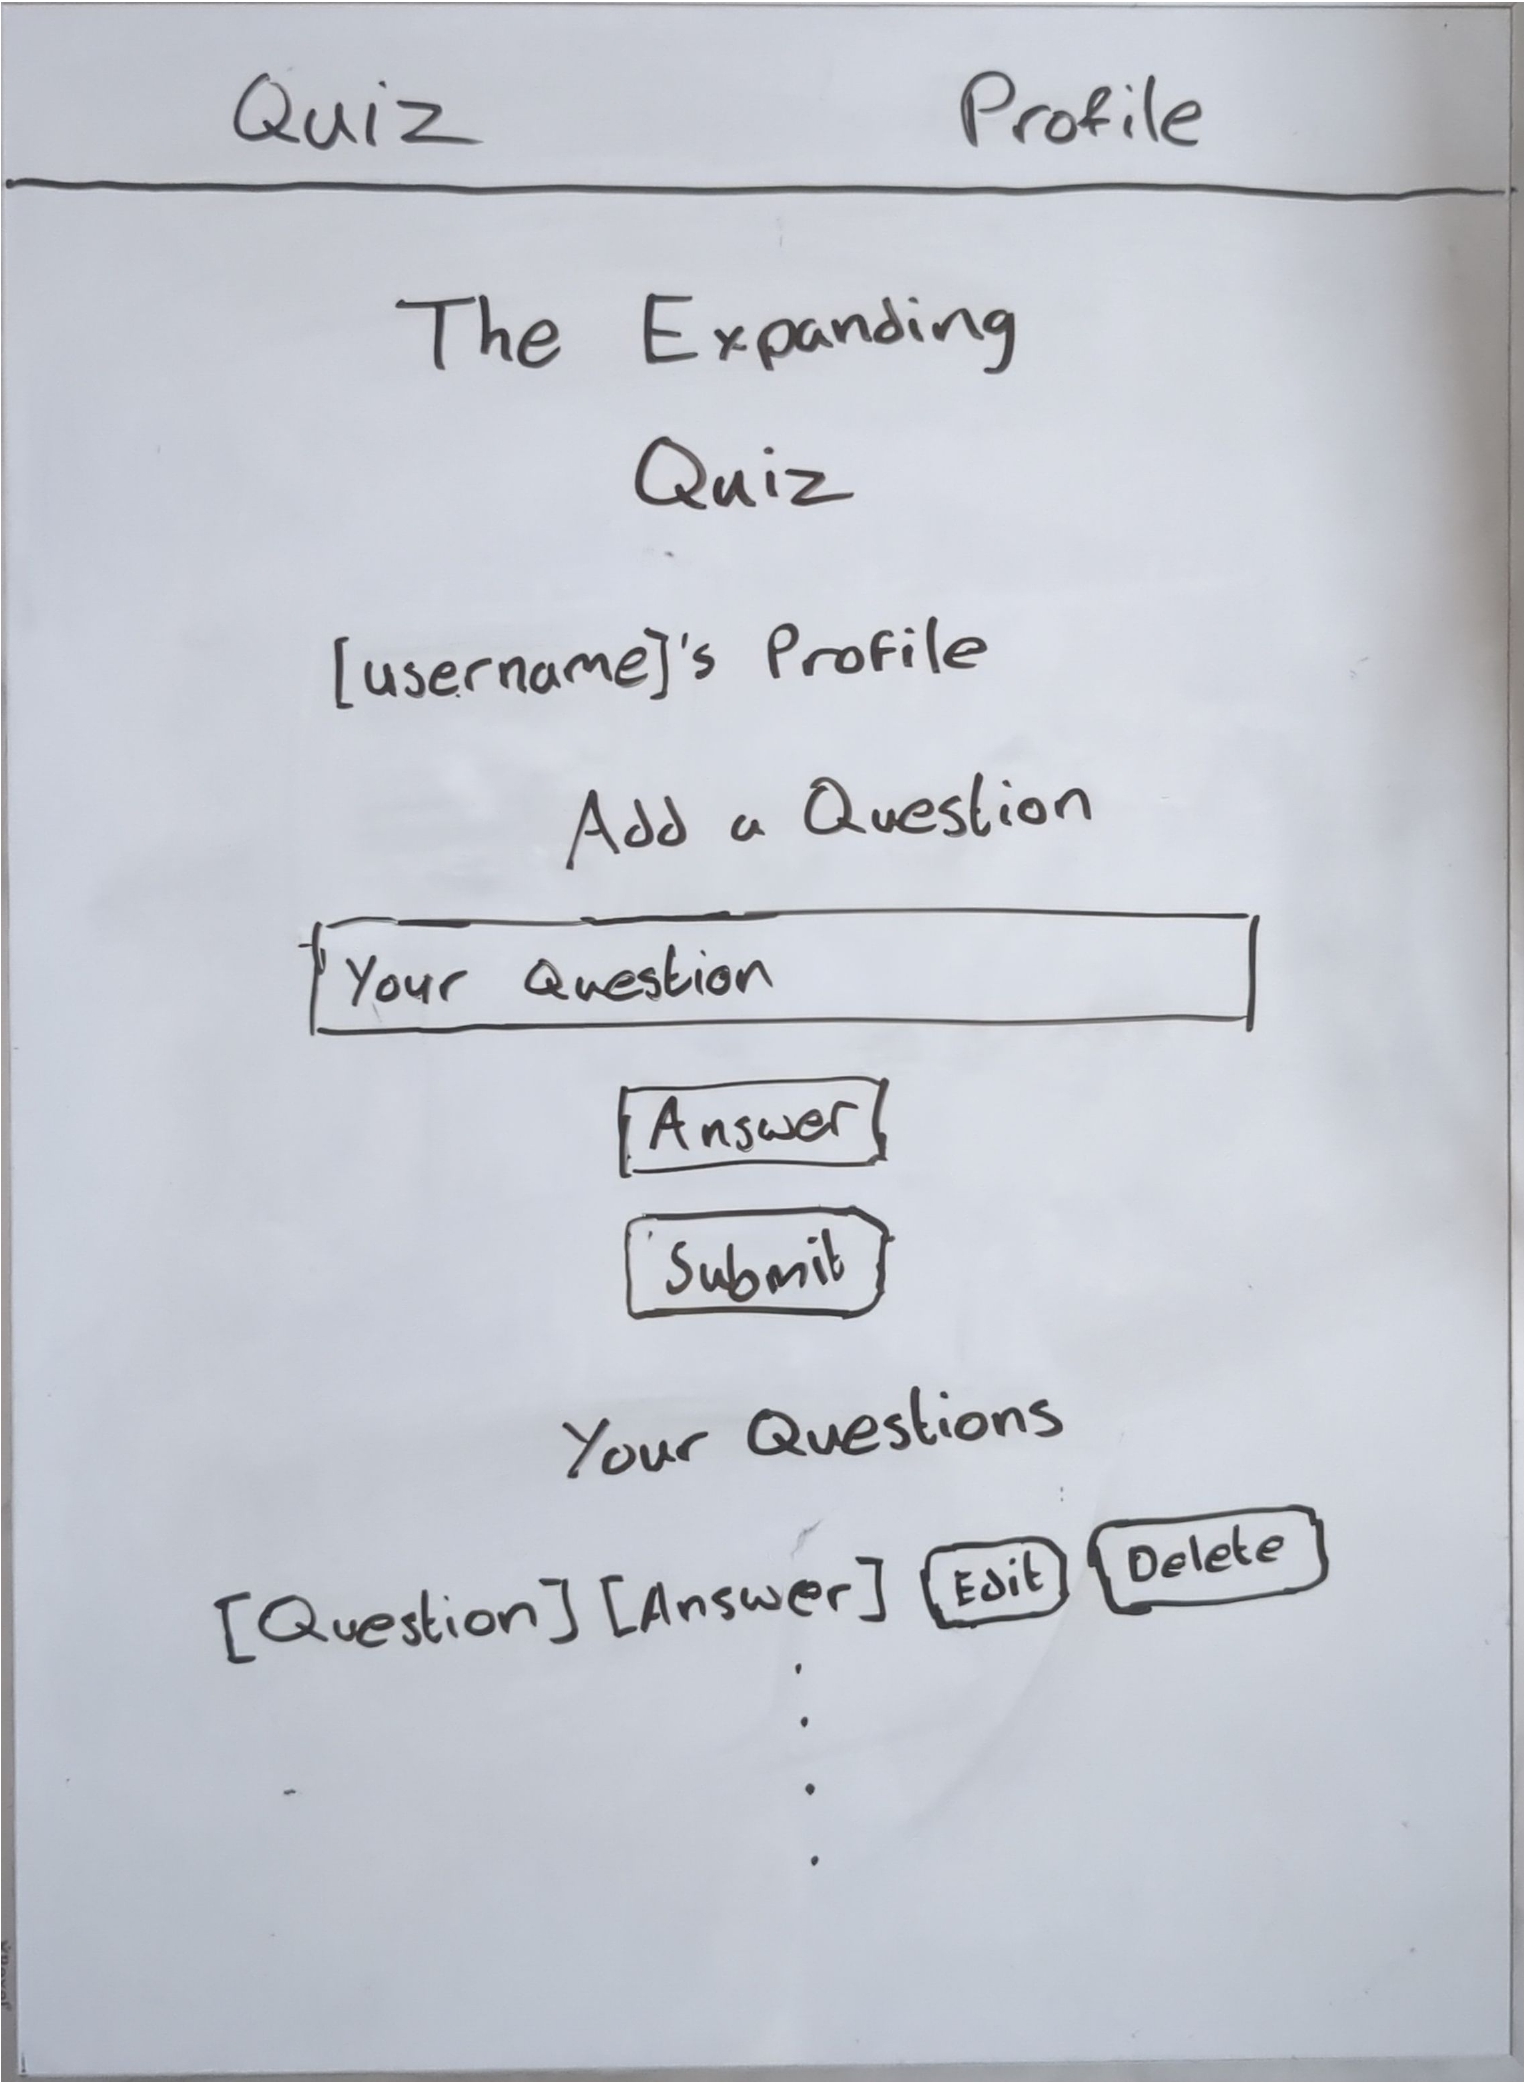 Quiz Profile
The Expanding
Quiz
[username]'s Profile
Add a Question
Your Question
Answer
Submit
Your Questions
[Question] [Answer] Edit Delete